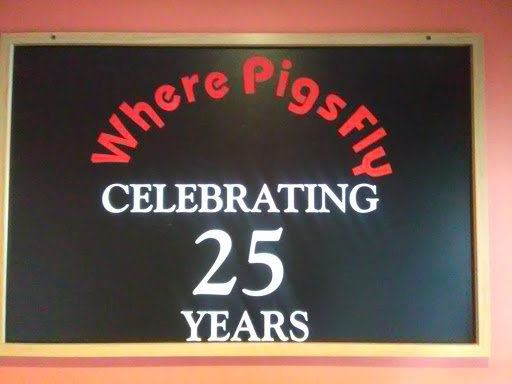 Where Pigs Fly
CELEBRATING
25
YEARS